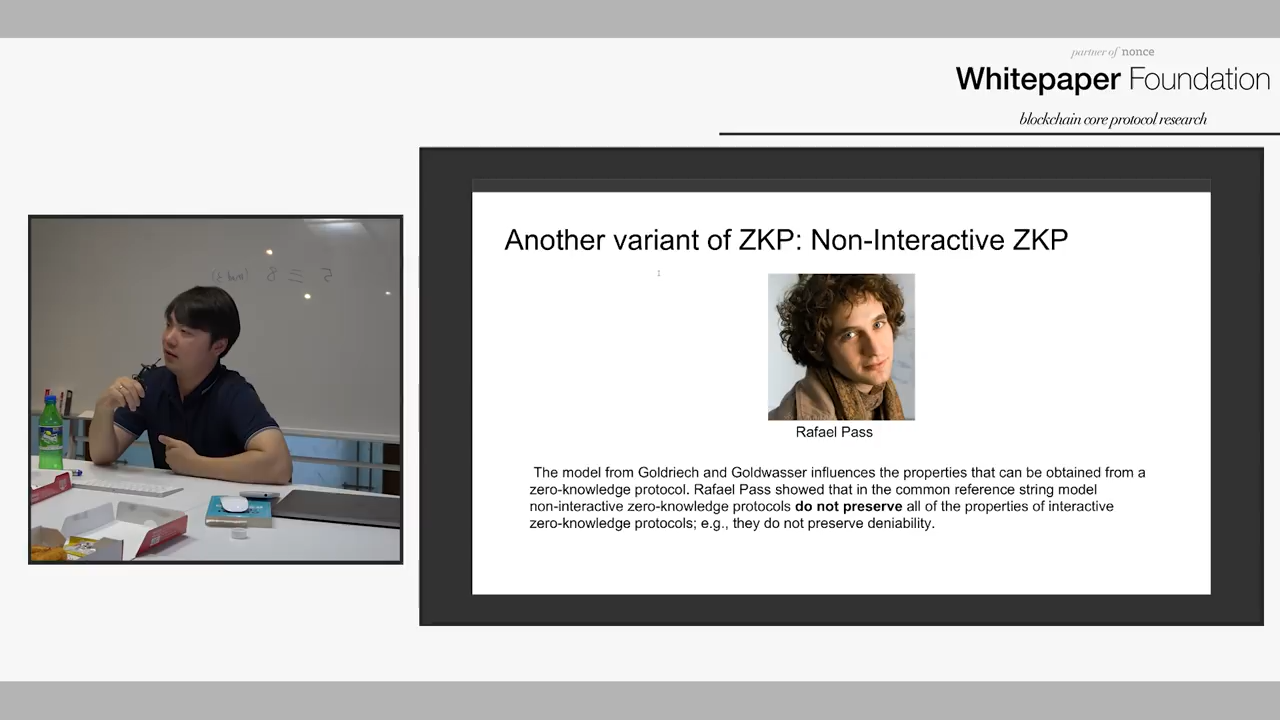 partner of nonce
Whitepaper Foundation
blockchain core protocol research
Another variant of ZKP: Non-Interactive ZKP
Rafael Pass
The model from Goldriech and Goldwasser influences the properties that can be obtained from a
zero-knowledge protocol. Rafael Pass showed that in the common reference string model
non-interactive zero-knowledge protocols do not preserve all of the properties of interactive
zero-knowledge protocols; e.g., they do not preserve deniability.